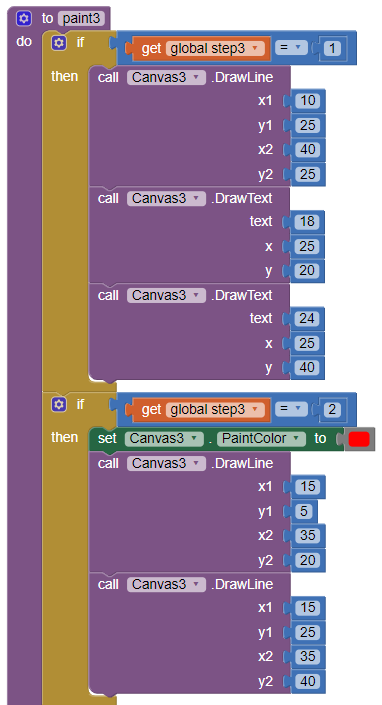 to paint3
do if get global step3 = 1
then call Canvas3 .DrawLine
x1 10
y1 25
x2 40
y2 25
call Canvas3 .DrawText
text 18
x 25
y 20
call Canvas3 .DrawText
text 24
x 25
y 40
if get global step3 = 2
then set Canvas3 . PaintColor to
call Canvas3 .DrawLine
x1 15
y1 5
x2 35
y2 20
call Canvas3 .DrawLine
x1 15
y1 25
x2 35
y2 40